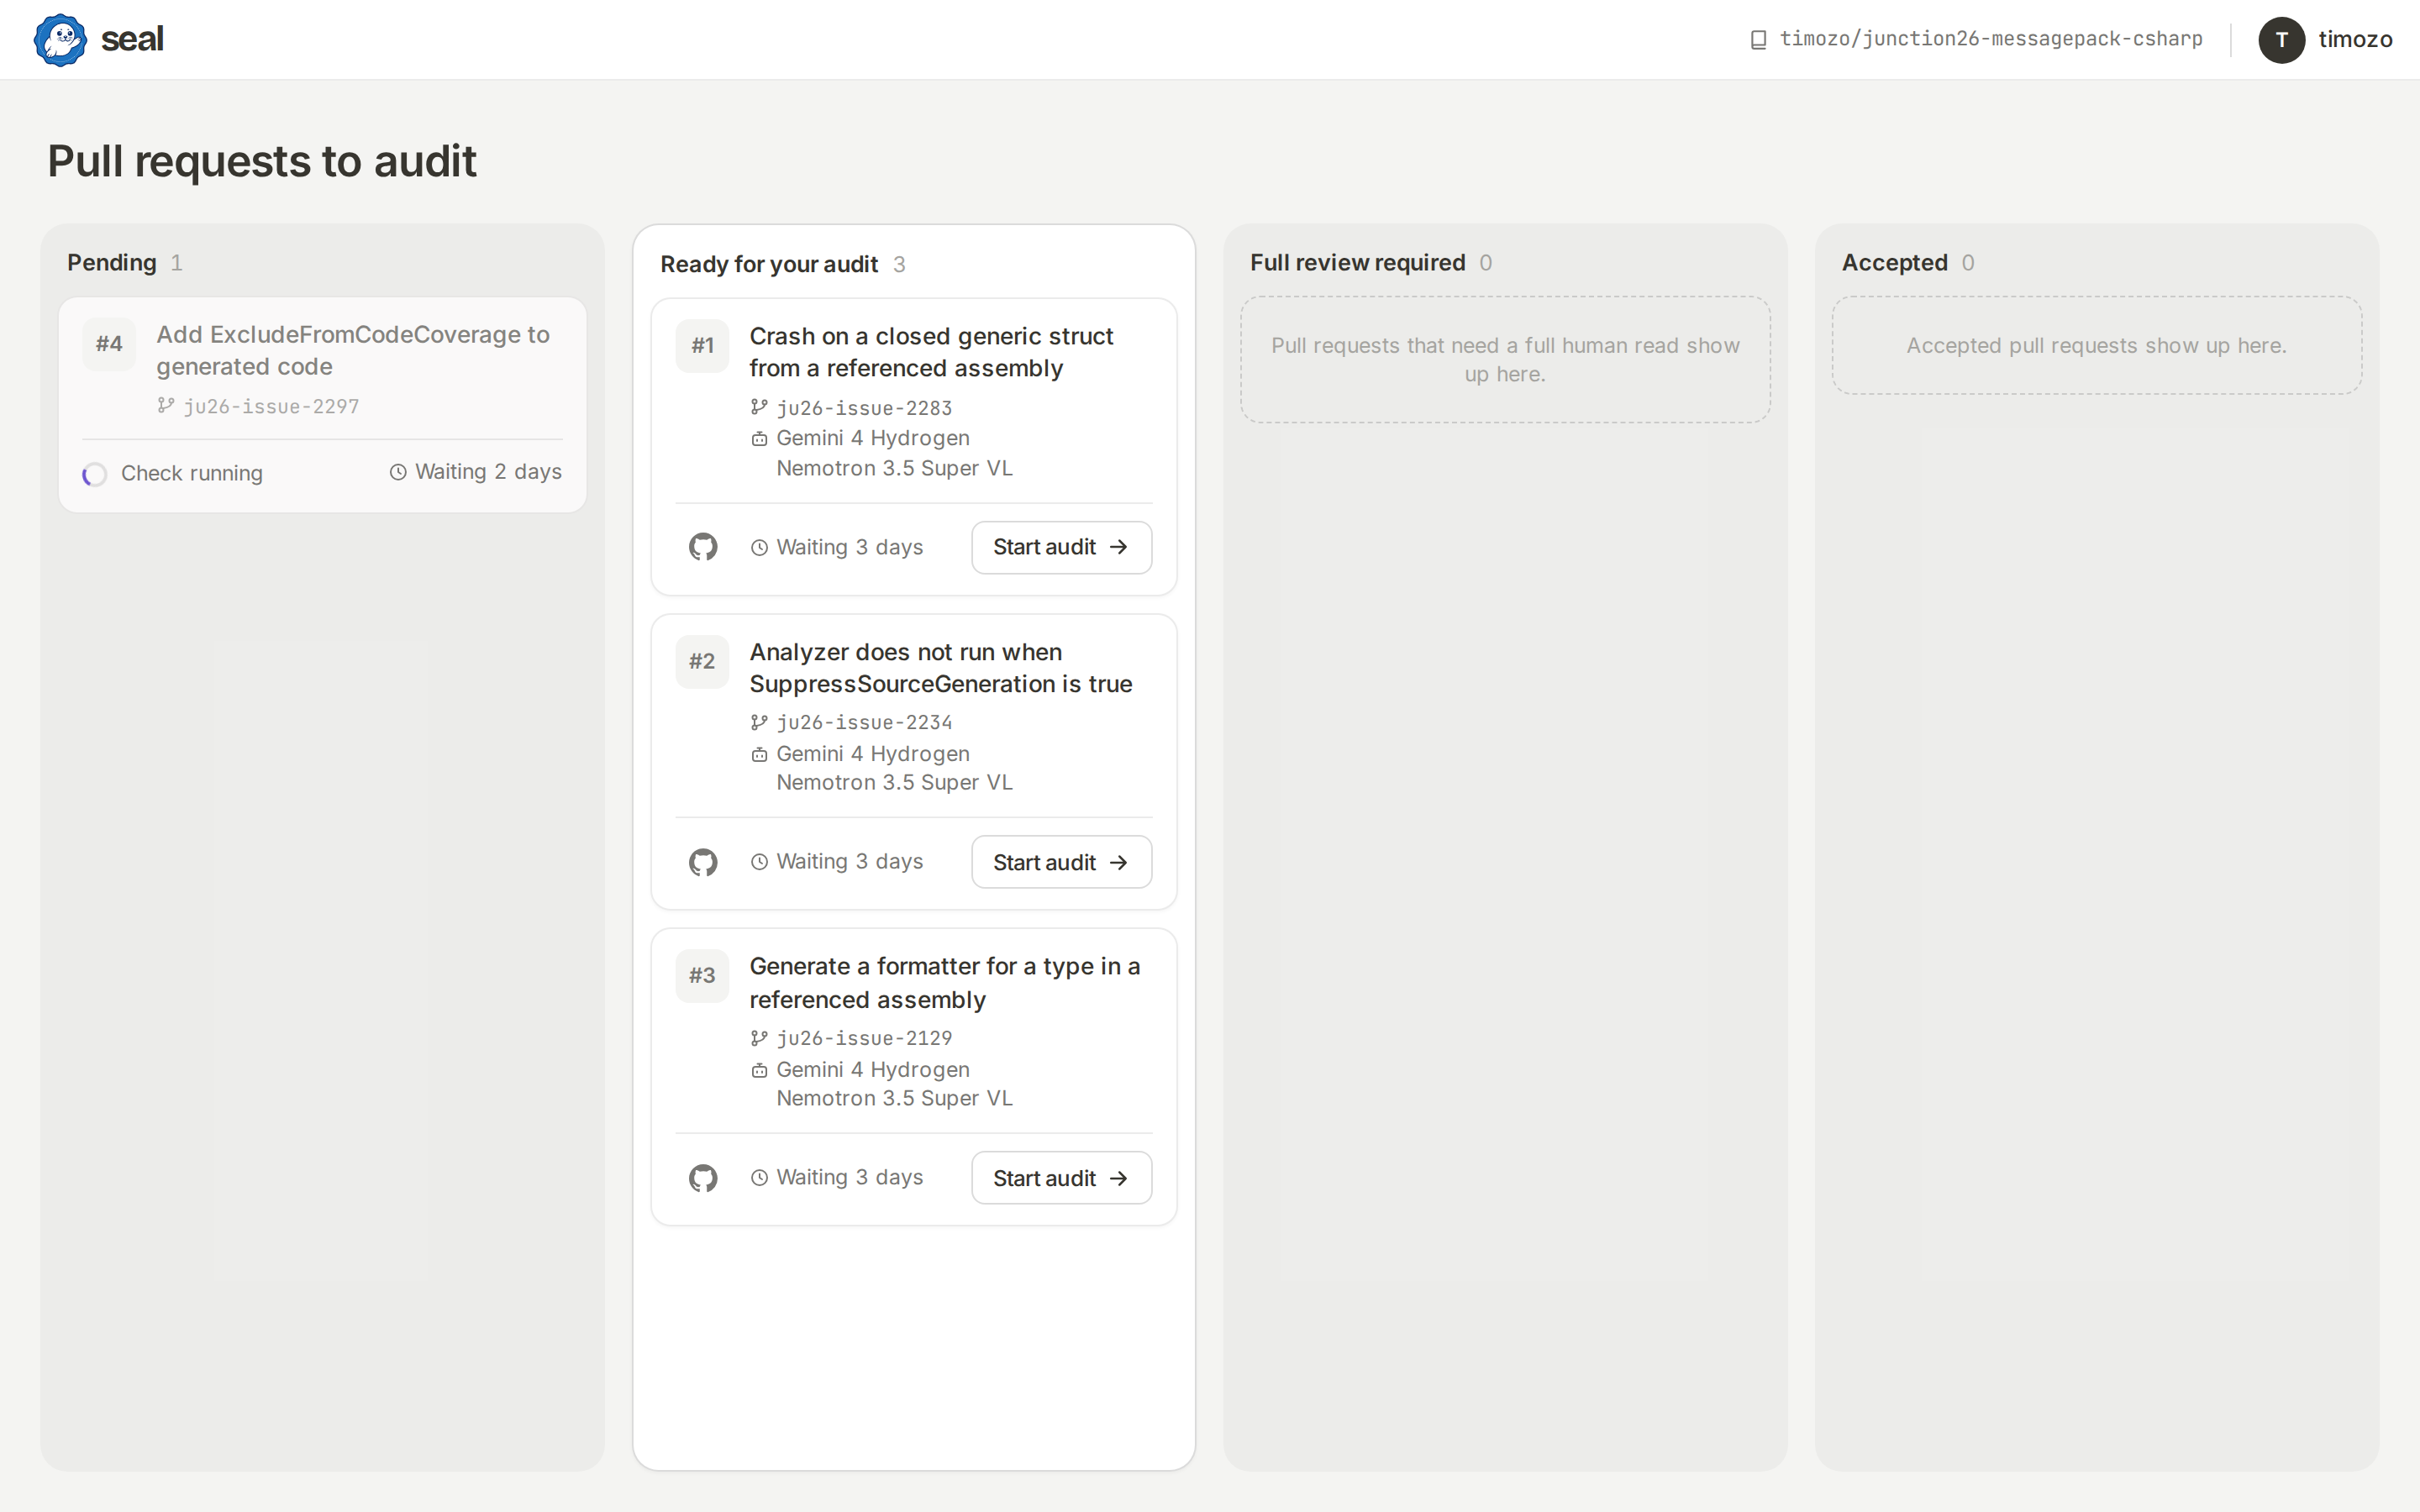 seal
timozo/junction26-messagepack-csharp
T
timozo
Pull requests to audit
Pending 1
#4
Add ExcludeFromCodeCoverage to
generated code
ju26-issue-2297
Check running
Waiting 2 days
Ready for your audit 3
#1
Crash on a closed generic struct
from a referenced assembly
ju26-issue-2283
Gemini 4 Hydrogen
Nemotron 3.5 Super VL
Waiting 3 days
Start audit →
#2
Analyzer does not run when
SuppressSourceGeneration is true
ju26-issue-2234
Gemini 4 Hydrogen
Nemotron 3.5 Super VL
Waiting 3 days
Start audit →
#3
Generate a formatter for a type in a
referenced assembly
ju26-issue-2129
Gemini 4 Hydrogen
Nemotron 3.5 Super VL
Waiting 3 days
Start audit →
Full review required 0
Pull requests that need a full human read show
up here.
Accepted 0
Accepted pull requests show up here.